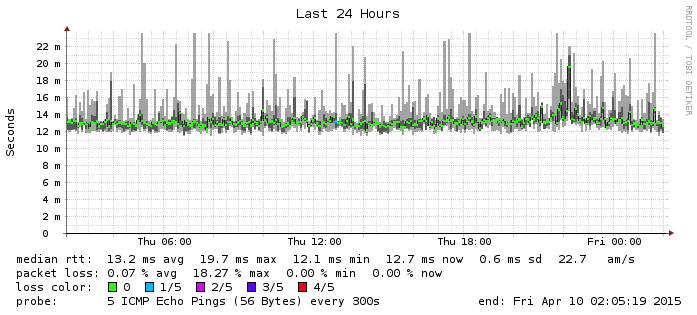 Last 24 Hours
RRDTOOL / TOBI OETIKER
Seconds
22 m
20 m
18 m
16 m
14 m
12 m
10 m
8 m
6 m
4 m
2 m
0
Thu 06:00 Thu 12:00 Thu 18:00 Fri 00:00
median rtt: 13.2 ms avg 19.7 ms max 12.1 ms min 12.7 ms now 0.6 ms sd 22.7 am/s
packet loss: 0.07 % avg 18.27 % max 0.00 % min 0.00 % now
loss color: 0 1/5 2/5 3/5 4/5
probe: 5 ICMP Echo Pings (56 Bytes) every 300s end: Fri Apr 10 02:05:19 2015